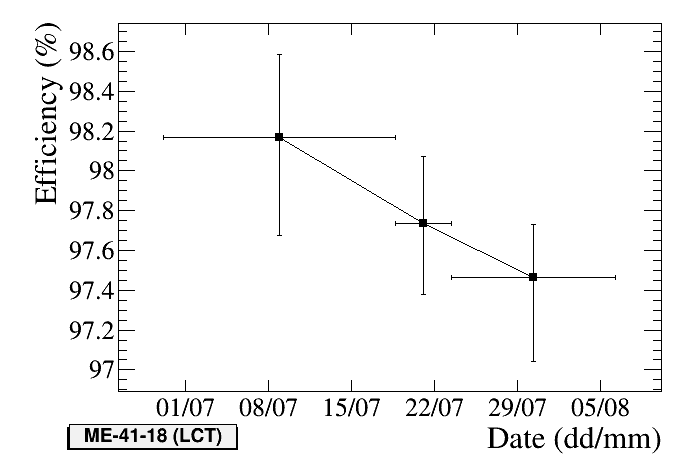 Efficiency (%)
98.6
98.4
98.2
98
97.8
97.6
97.4
97.2
97
01/07 08/07 15/07 22/07 29/07 05/08
ME-41-18 (LCT)
Date (dd/mm)